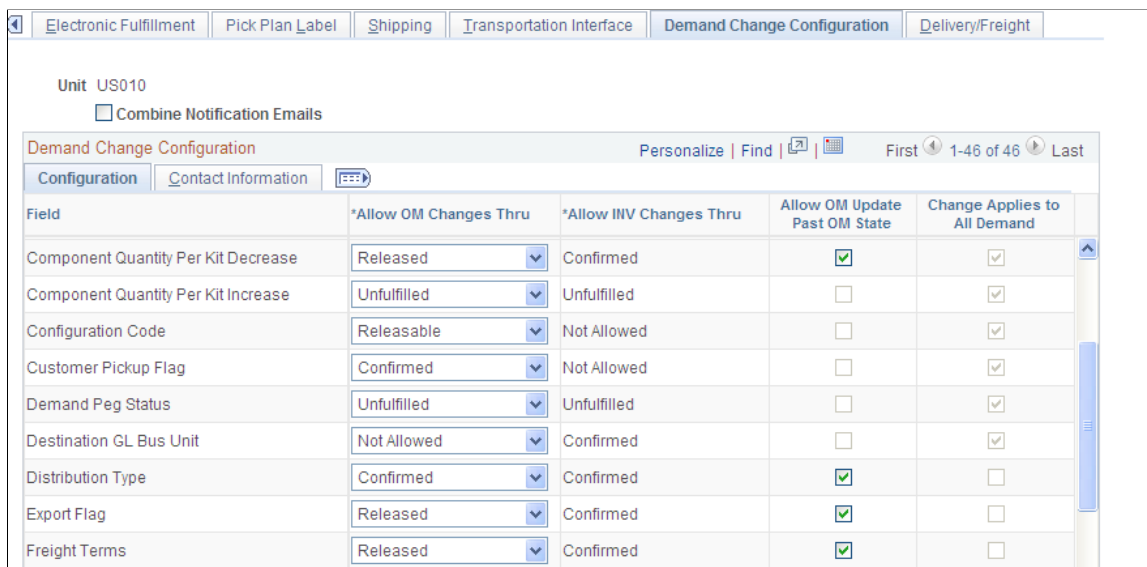 Electronic Fulfillment Pick Plan Label Shipping Transportation Interface Demand Change Configuration Delivery/Freight
Unit US010
Combine Notification Emails
Demand Change Configuration Personalize | Find | | First 1-46 of 46 Last
Configuration Contact Information
Field *Allow OM Changes Thru *Allow INV Changes Thru Allow OM Update Past OM State Change Applies to All Demand
Component Quantity Per Kit Decrease Released Confirmed
Component Quantity Per Kit Increase Unfulfilled Unfulfilled
Configuration Code Releasable Not Allowed
Customer Pickup Flag Confirmed Not Allowed
Demand Peg Status Unfulfilled Unfulfilled
Destination GL Bus Unit Not Allowed Confirmed
Distribution Type Confirmed Confirmed
Export Flag Released Confirmed
Freight Terms Released Confirmed